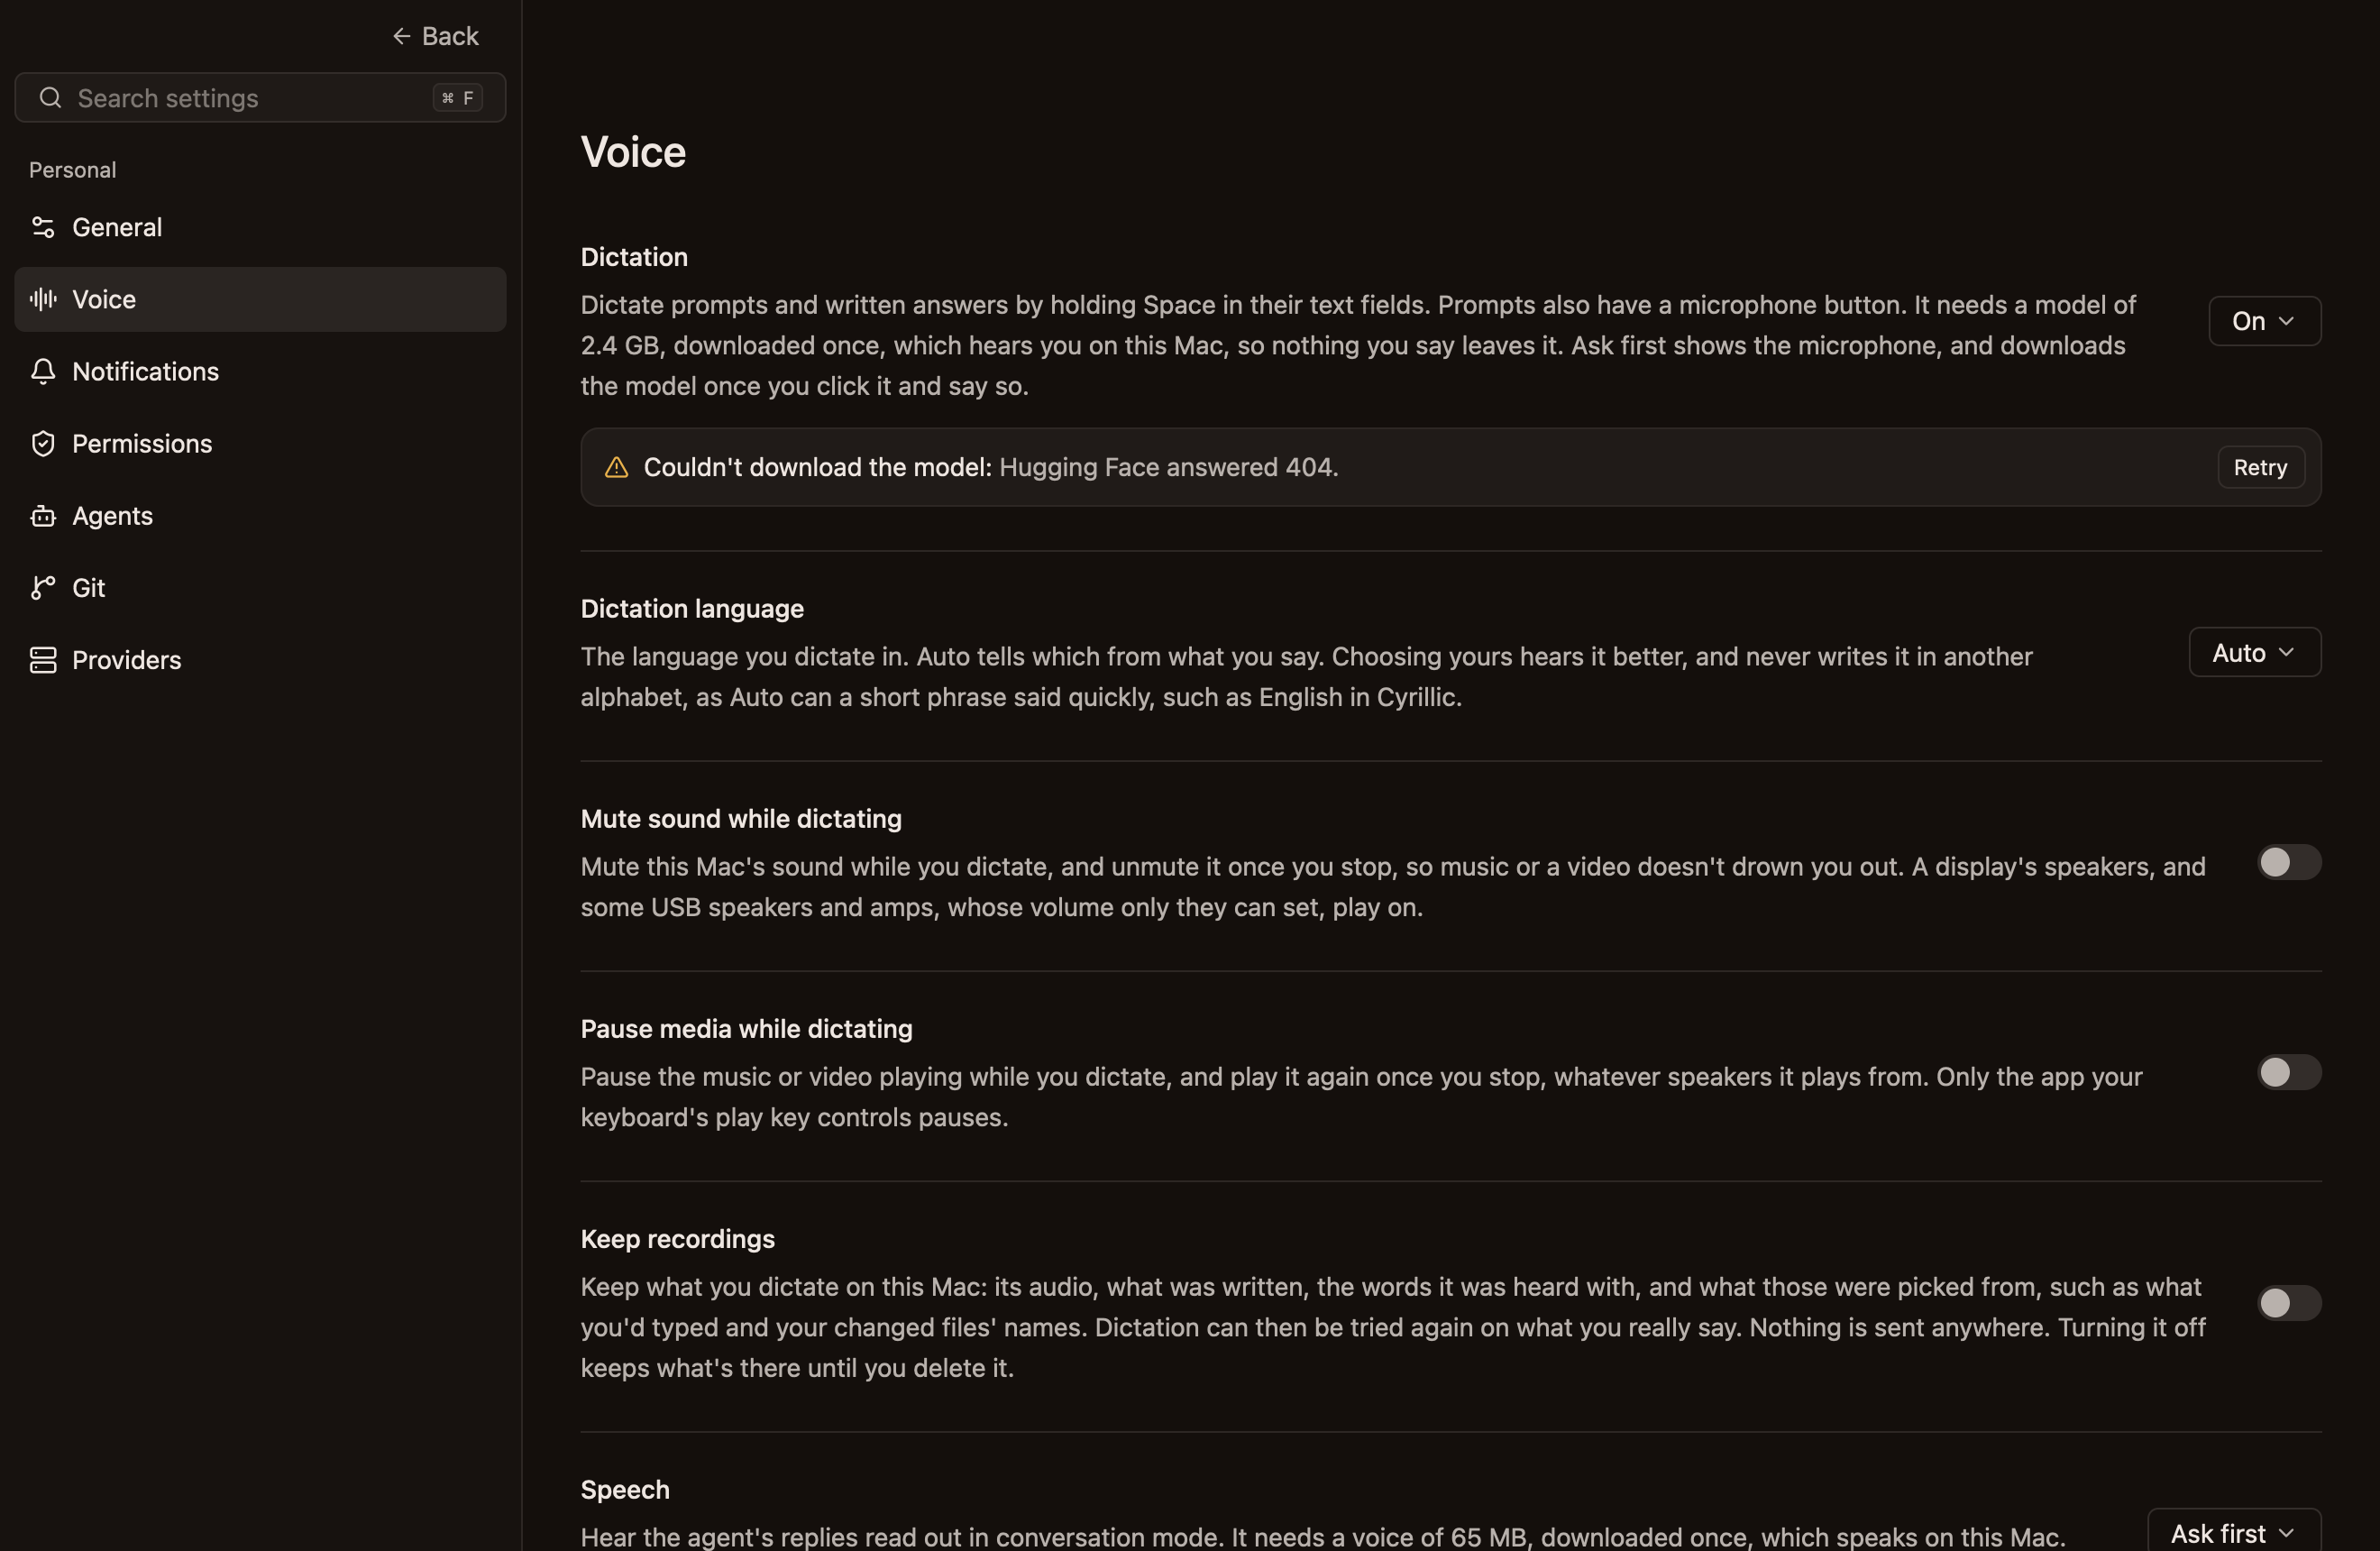 Back
Search settings
⌘ F
Personal
General
Voice
Notifications
Permissions
Agents
Git
Providers
Voice
Dictation
Dictate prompts and written answers by holding Space in their text fields. Prompts also have a microphone button. It needs a model of
2.4 GB, downloaded once, which hears you on this Mac, so nothing you say leaves it. Ask first shows the microphone, and downloads
the model once you click it and say so.
On
Couldn't download the model: Hugging Face answered 404.
Retry
Dictation language
The language you dictate in. Auto tells which from what you say. Choosing yours hears it better, and never writes it in another
alphabet, as Auto can a short phrase said quickly, such as English in Cyrillic.
Auto
Mute sound while dictating
Mute this Mac's sound while you dictate, and unmute it once you stop, so music or a video doesn't drown you out. A display's speakers, and
some USB speakers and amps, whose volume only they can set, play on.
Pause media while dictating
Pause the music or video playing while you dictate, and play it again once you stop, whatever speakers it plays from. Only the app your
keyboard's play key controls pauses.
Keep recordings
Keep what you dictate on this Mac: its audio, what was written, the words it was heard with, and what those were picked from, such as what
you'd typed and your changed files' names. Dictation can then be tried again on what you really say. Nothing is sent anywhere. Turning it off
keeps what's there until you delete it.
Speech
Hear the agent's replies read out in conversation mode. It needs a voice of 65 MB, downloaded once, which speaks on this Mac.
Ask first